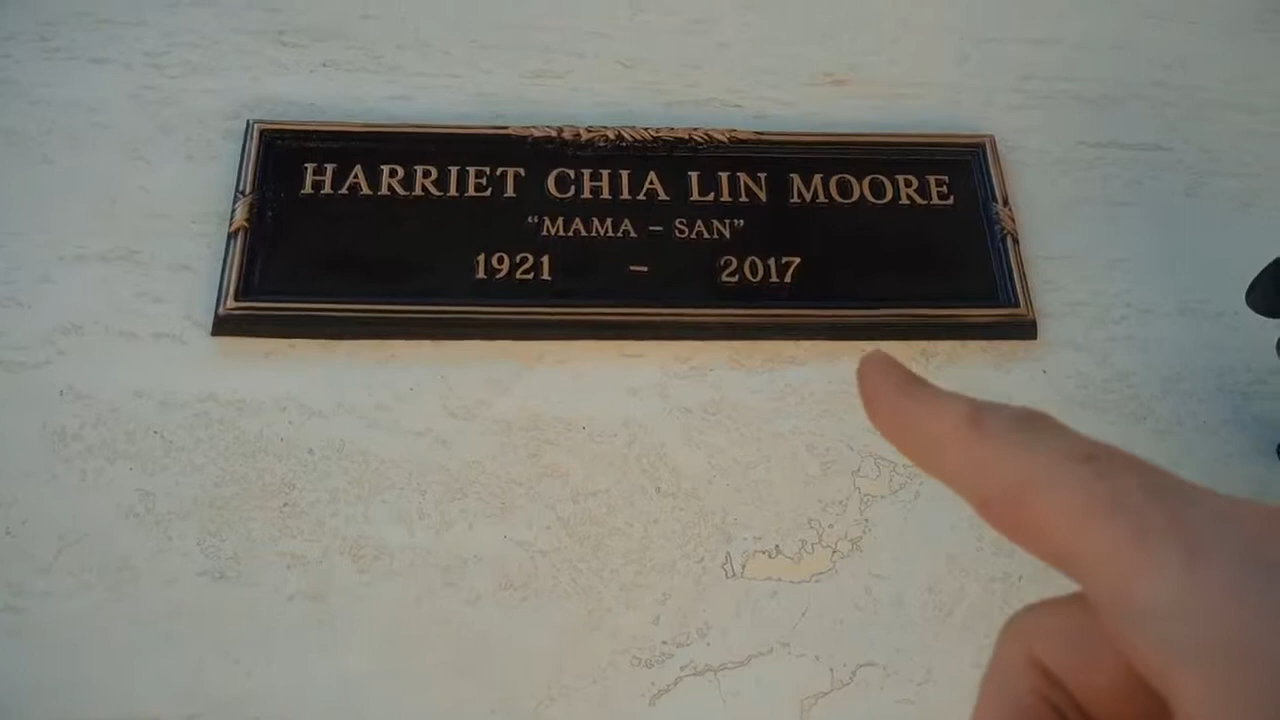 HARRIET CHIA LIN MOORE
“MAMA – SAN”
1921 – 2017